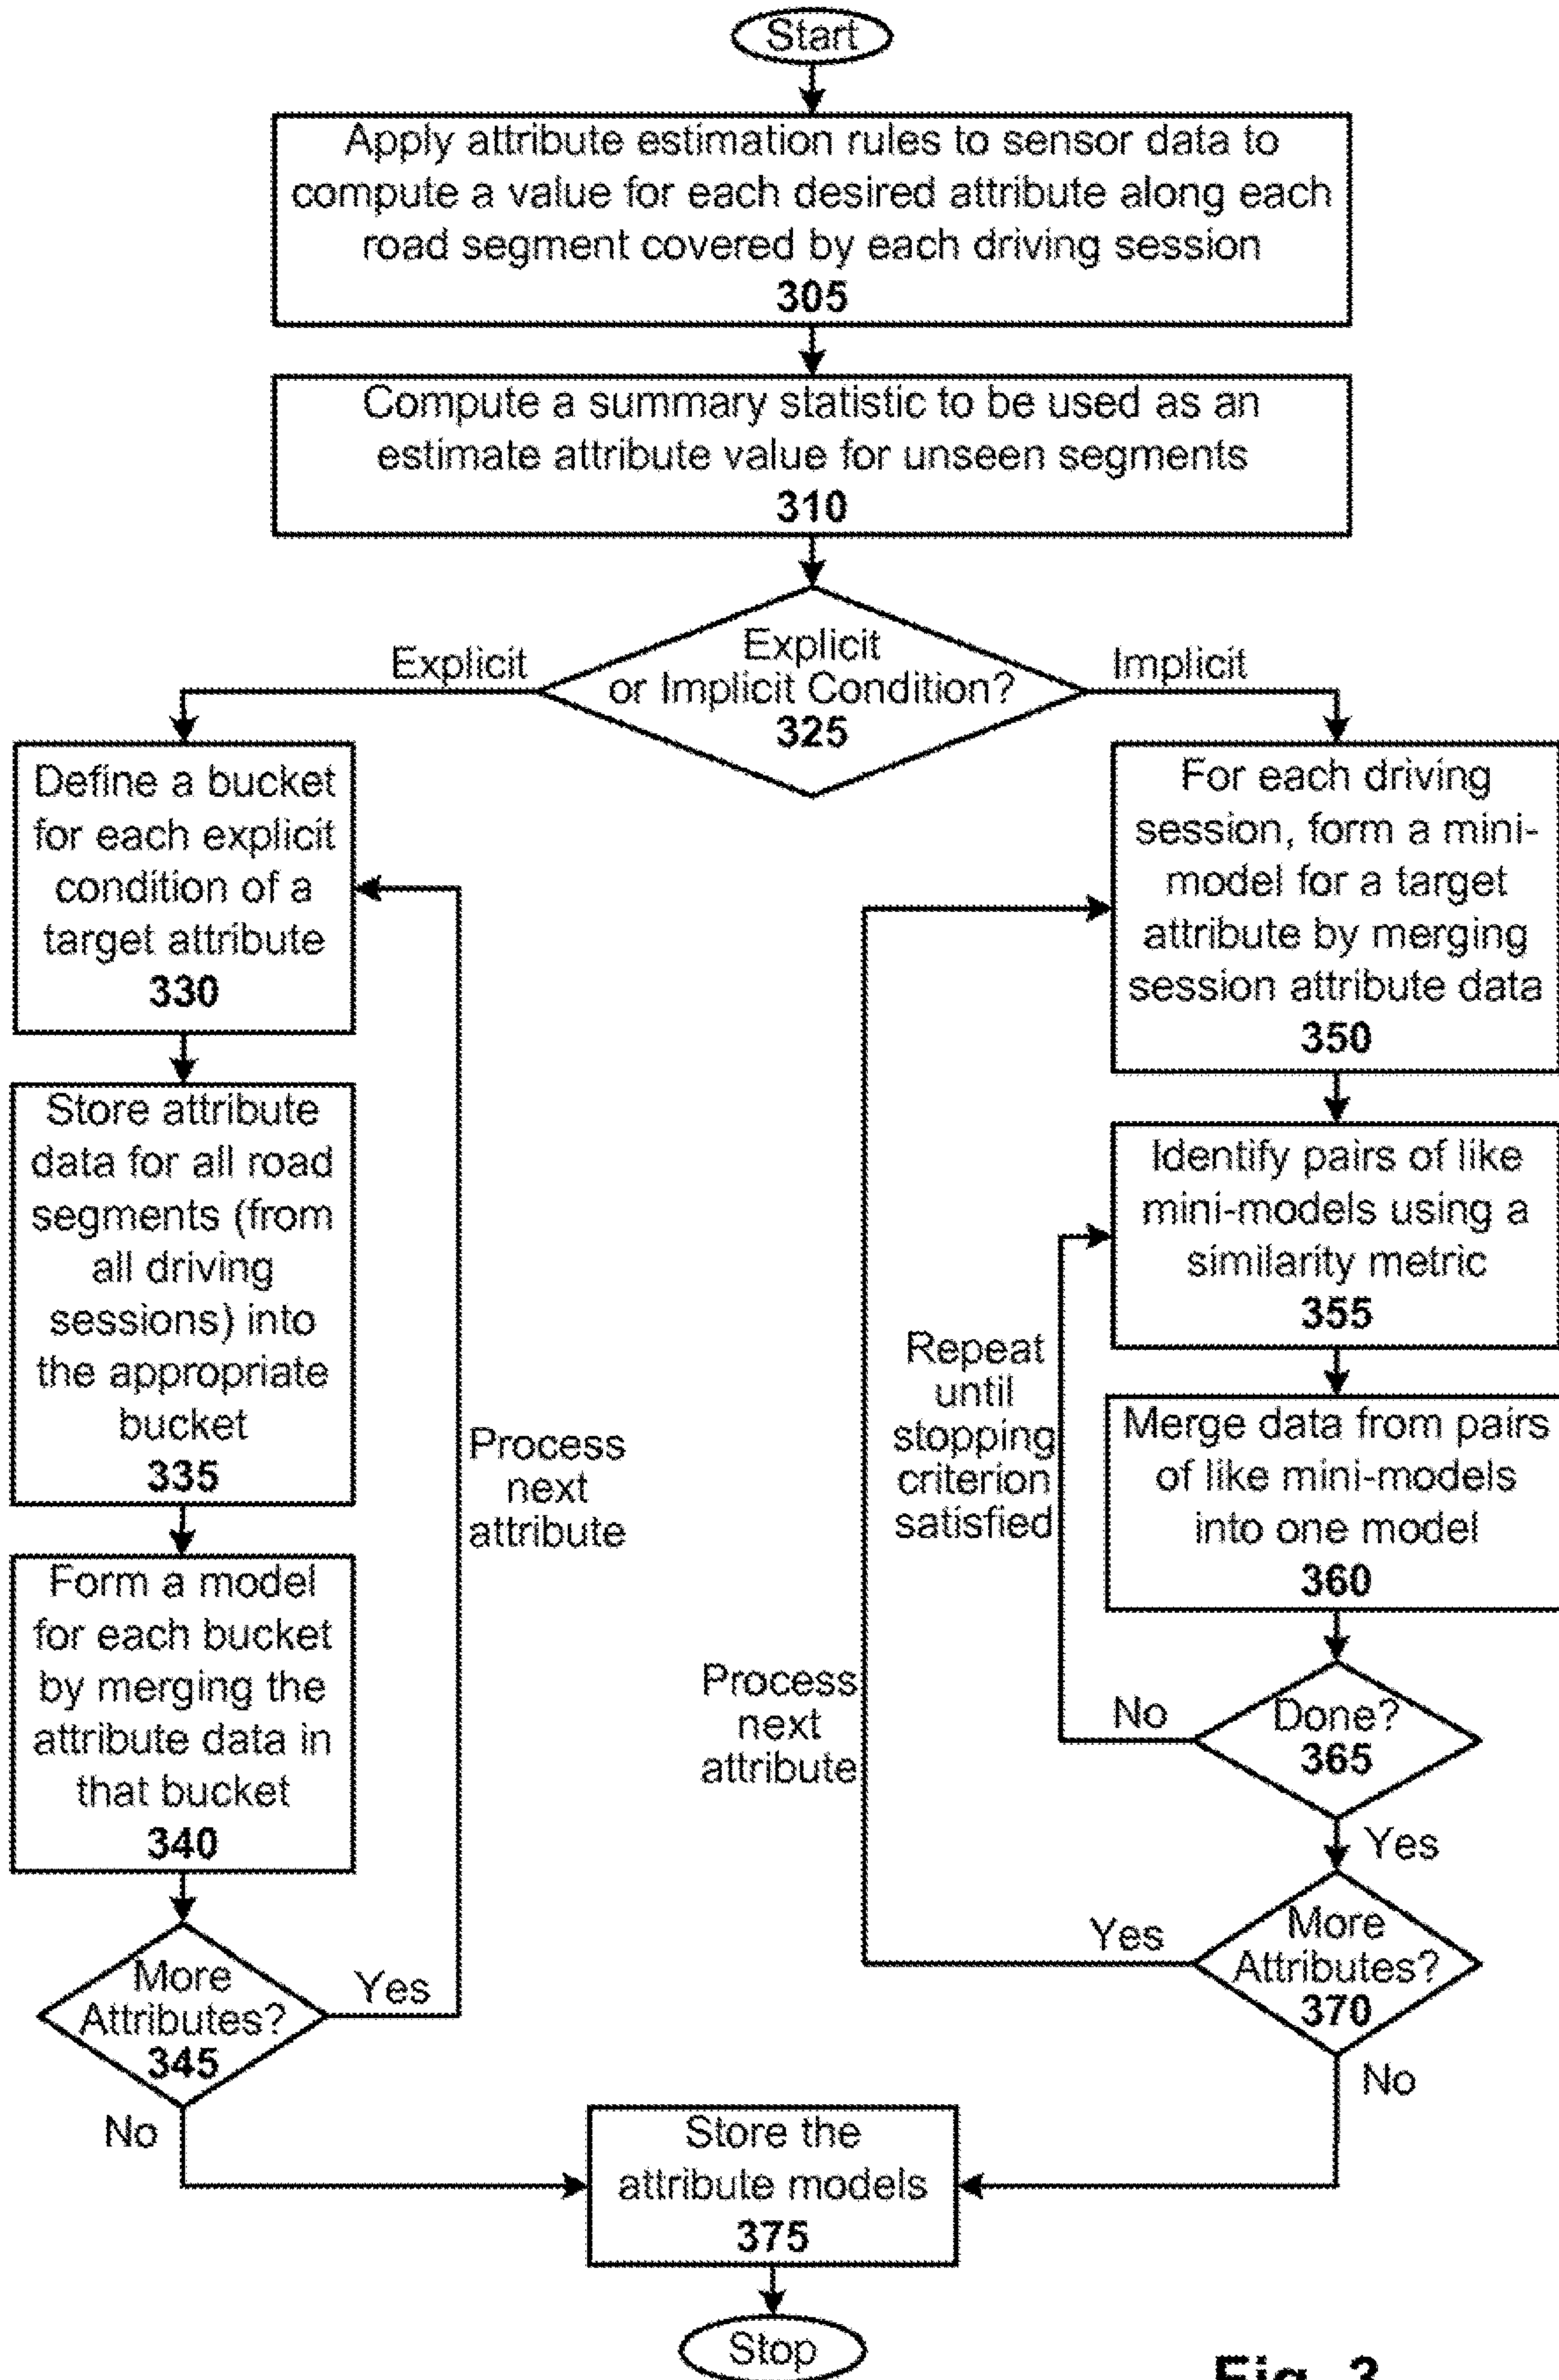 Start
Apply attribute estimation rules to sensor data to
compute a value for each desired attribute along each
road segment covered by each driving session
305
Compute a summary statistic to be used as an
estimate attribute value for unseen segments
310
Explicit
or Implicit Condition?
325
Explicit
Implicit
Define a bucket
for each explicit
condition of a
target attribute
330
Store attribute
data for all road
segments (from
all driving
sessions) into
the appropriate
bucket
335
Form a model
for each bucket
by merging the
attribute data in
that bucket
340
More
Attributes?
345
Yes
Process
next
attribute
No
For each driving
session, form a mini-
model for a target
attribute by merging
session attribute data
350
Identify pairs of like
mini-models using a
similarity metric
355
Merge data from pairs
of like mini-models
into one model
360
Repeat
until
stopping
criterion
satisfied
Done?
365
No
Yes
More
Attributes?
370
Yes
Process
next
attribute
No
Store the
attribute models
375
Stop
Fig. 3